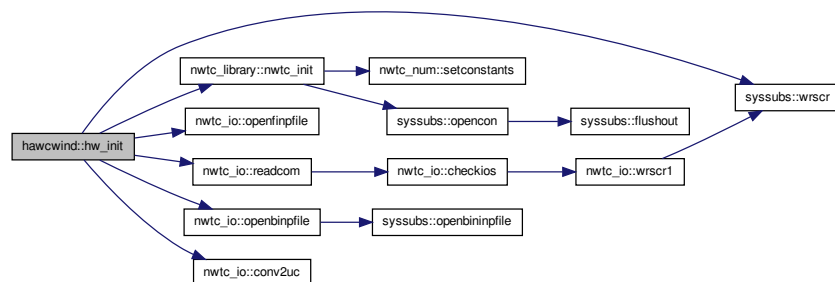 hawcwind::hw_init
nwtc_library::nwtc_init
nwtc_num::setconstants
syssubs::wrscr
nwtc_io::openfinpfile
syssubs::opencon
syssubs::flushout
nwtc_io::readcom
nwtc_io::checkios
nwtc_io::wrscr1
nwtc_io::openbinpfile
syssubs::openbininpfile
nwtc_io::conv2uc